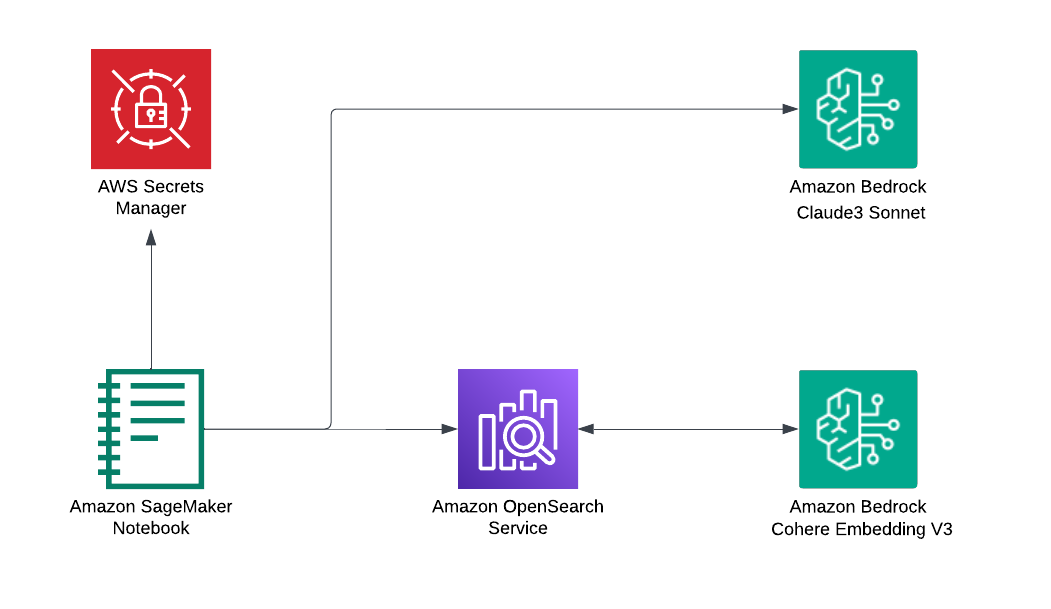 AWS Secrets
Manager
Amazon Bedrock
Claude3 Sonnet
Amazon SageMaker
Notebook
Amazon OpenSearch
Service
Amazon Bedrock
Cohere Embedding V3